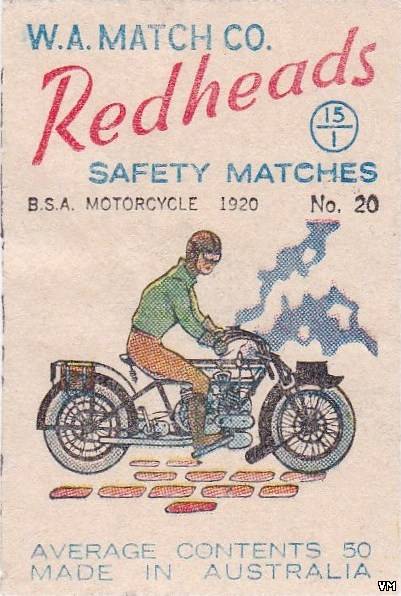 W.A. MATCH CO.
Redheads
15
1
SAFETY MATCHES
B.S.A. MOTORCYCLE 1920 No. 20
AVERAGE CONTENTS 50
MADE IN AUSTRALIA
VM